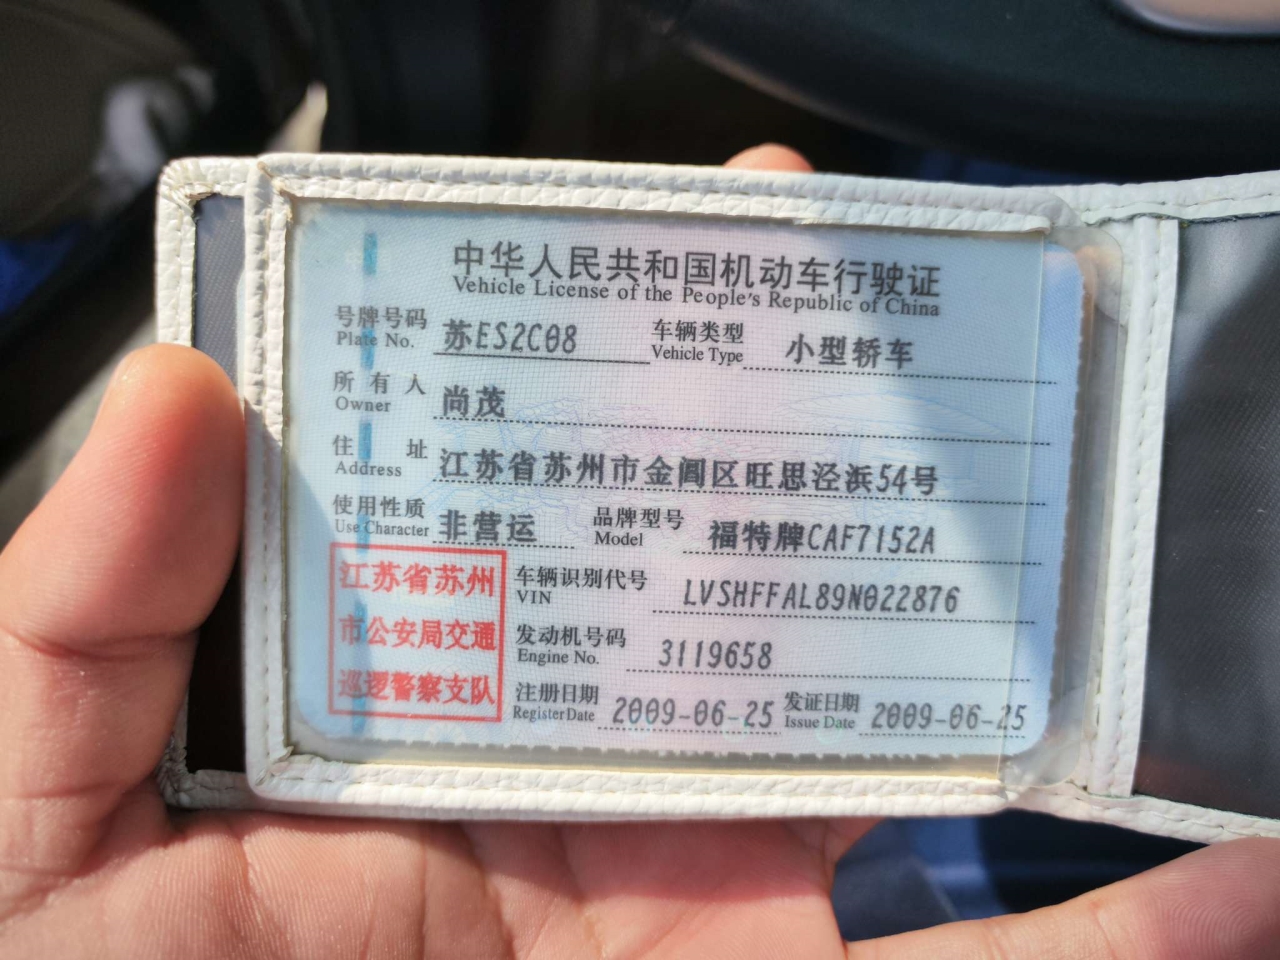 中华人民共和国机动车行驶证
Vehicle License of the People's Republic of China
号牌号码 苏ES2C08 车辆类型 小型轿车
Plate No. Vehicle Type
所有人 尚茂
Owner
住址 江苏省苏州市金阊区旺思泾浜54号
Address
使用性质 非营运 品牌型号 福特牌CAF7152A
Use Character Model
江苏省苏州 车辆识别代号 LVSHFFAL89N022876
VIN
市公安局交通 发动机号码 3119658
Engine No.
巡逻警察支队 注册日期 2009-06-25 发证日期 2009-06-25
Register Date Issue Date